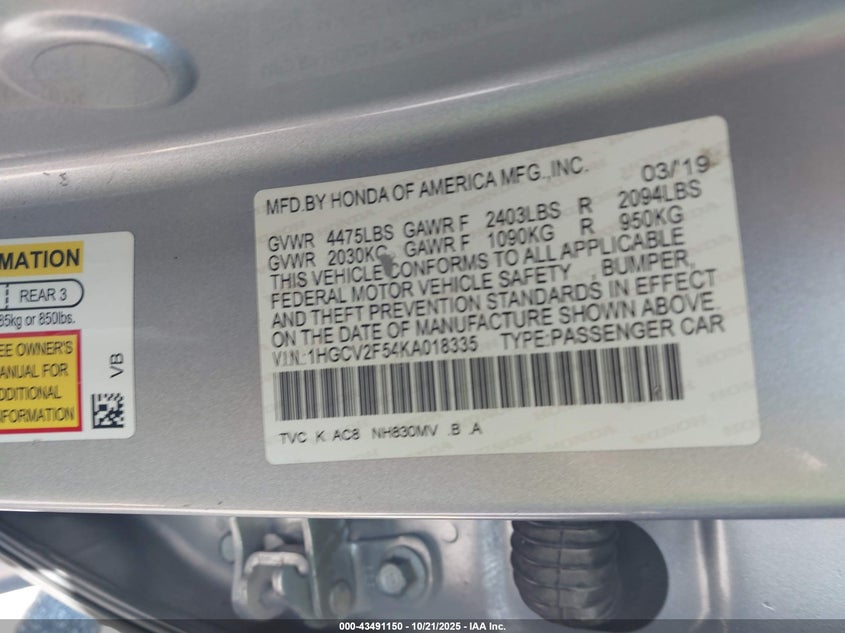 MFD.BY HONDA OF AMERICA MFG.,INC. 03/'19
GVWR 4475LBS GAWR F 2403LBS R 2094LBS
GVWR 2030KG GAWR F 1090KG R 950KG
THIS VEHICLE CONFORMS TO ALL APPLICABLE
FEDERAL MOTOR VEHICLE SAFETY , BUMPER,
AND THEFT PREVENTION STANDARDS IN EFFECT
ON THE DATE OF MANUFACTURE SHOWN ABOVE.
V.I.N.:1HGCV2F54KA018335 TYPE:PASSENGER CAR
TVC K AC8 NH830MV .B .A
MATION
REAR 3
85kg or 850lbs.
EE OWNER'S
ANUAL FOR
DDITIONAL
NFORMATION
VB
000-43491150 - 10/21/2025 - IAA Inc.